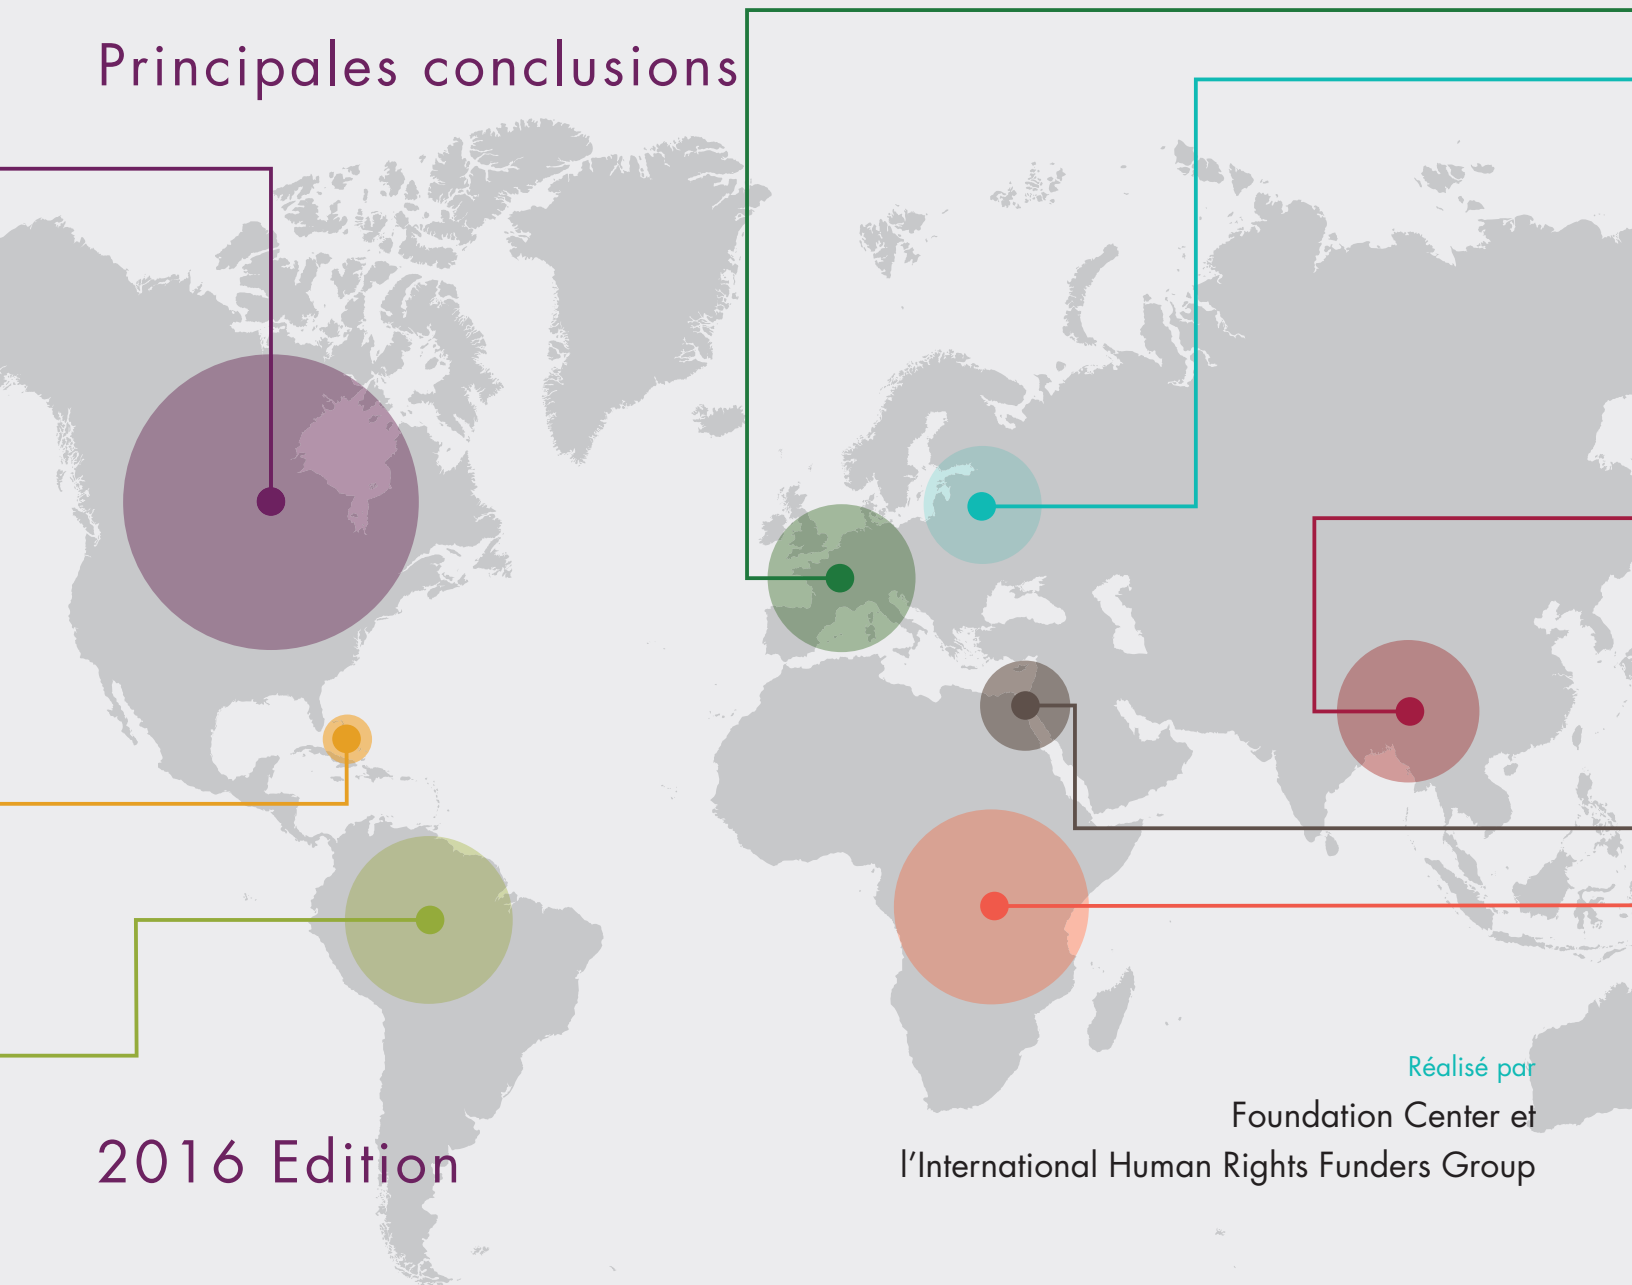 Principales conclusions
Réalisé par
Foundation Center et
l’International Human Rights Funders Group
2016 Edition